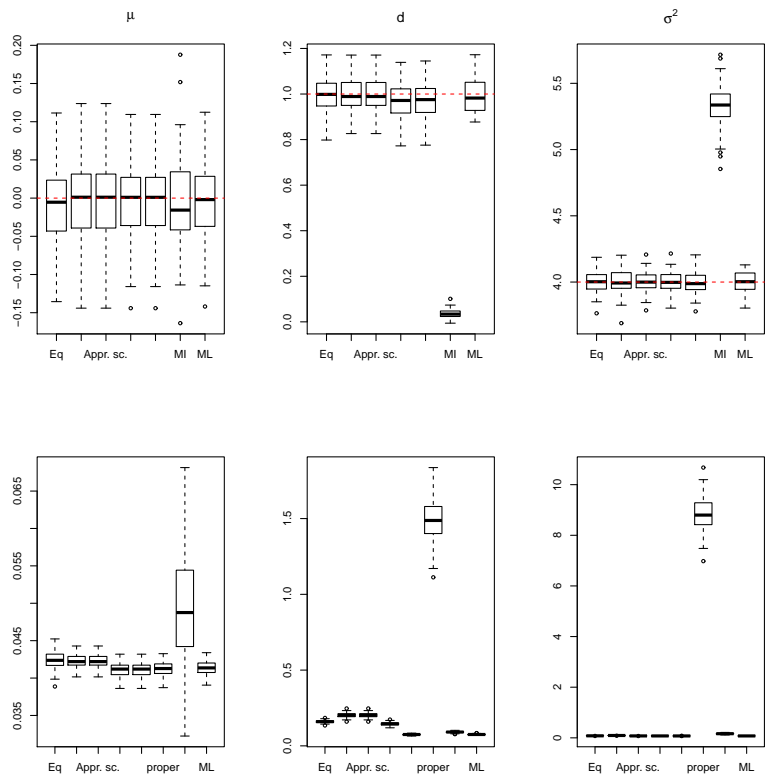 μ
d
σ²
0.20
0.15
0.10
0.05
0.00
−0.05
−0.15
Eq
Appr. sc.
MI
ML
1.2
1.0
0.8
0.6
0.4
0.2
0.0
Eq
Appr. sc.
MI
ML
5.5
5.0
4.5
4.0
Eq
Appr. sc.
MI
ML
0.065
0.055
0.045
0.035
Eq
Appr. sc.
proper
ML
1.5
1.0
0.5
0.0
Eq
Appr. sc.
proper
ML
10
8
6
4
2
0
Eq
Appr. sc.
proper
ML